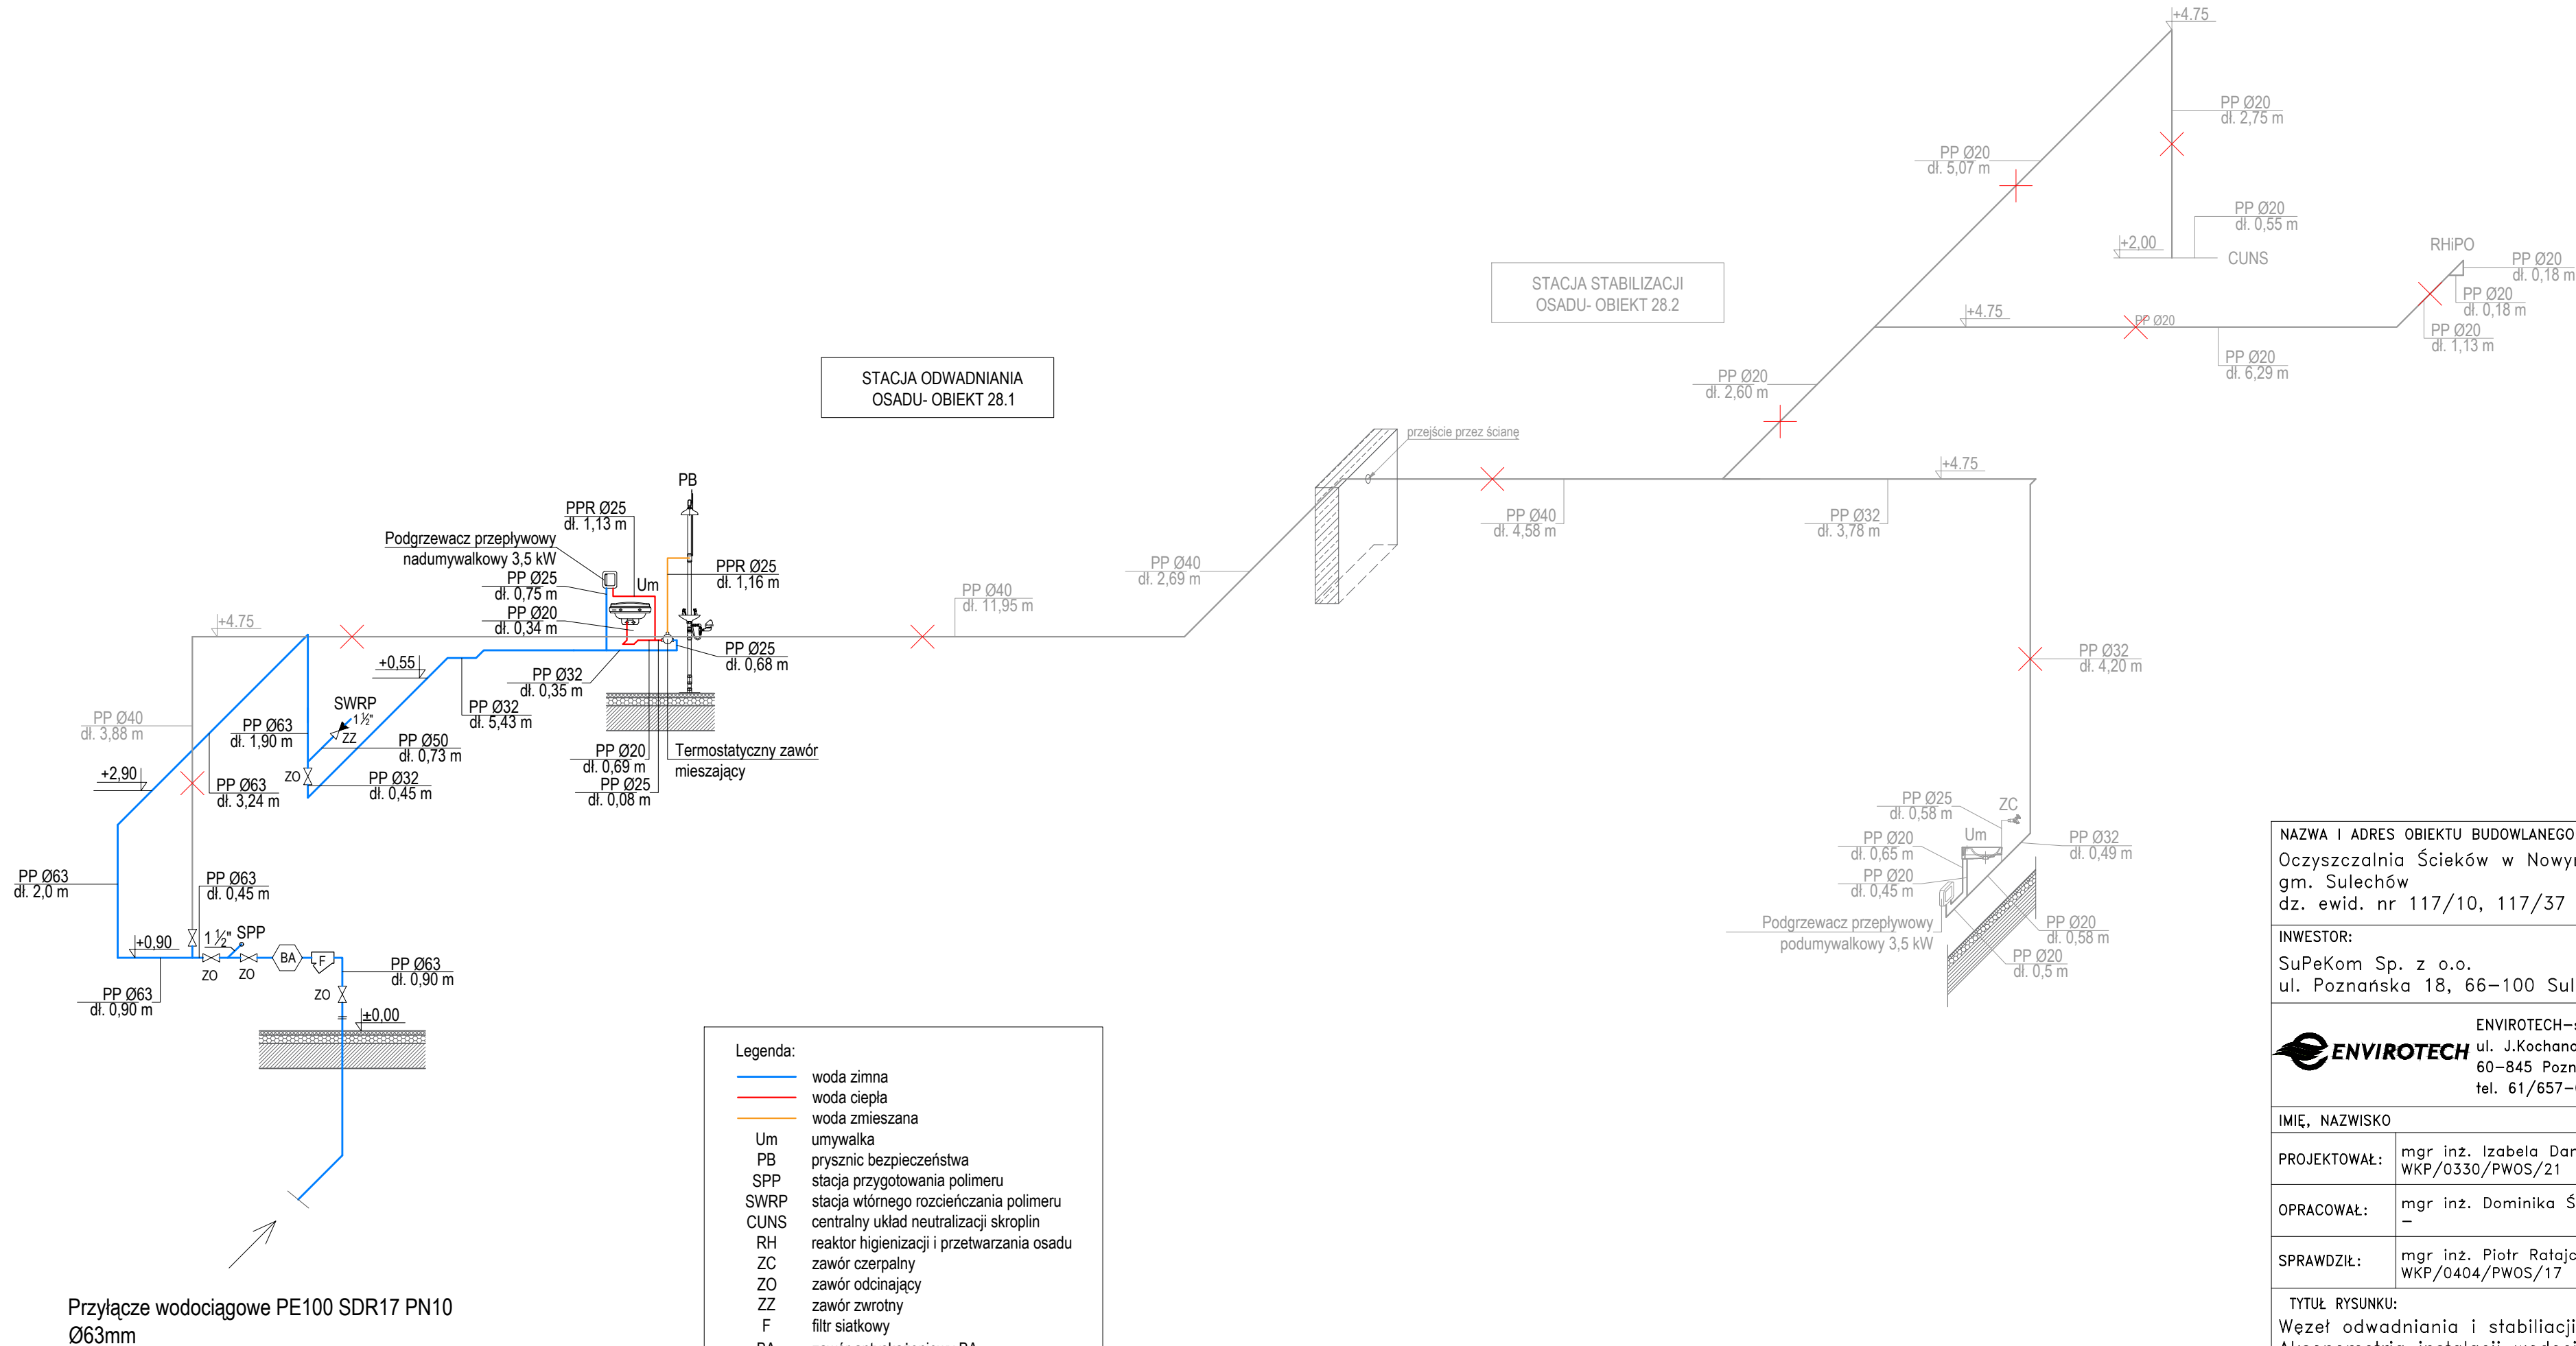 +4.75
PP Ø20
dł. 2,75 m
PP Ø20
dł. 5,07 m
PP Ø20
dł. 0,55 m
+2,00
CUNS
RHiPO
PP Ø20
dł. 0,18 m
PP Ø20
dł. 0,18 m
PP Ø20
dł. 1,13 m
STACJA STABILIZACJI
OSADU- OBIEKT 28.2
+4.75
PP Ø20
PP Ø20
dł. 6,29 m
PP Ø20
dł. 2,60 m
STACJA ODWADNIANIA
OSADU- OBIEKT 28.1
przejście przez ścianę
+4.75
PP Ø40
dł. 4,58 m
PP Ø32
dł. 3,78 m
PB
PPR Ø25
dł. 1,13 m
Podgrzewacz przepływowy
nadumywalkowy 3,5 kW
PP Ø25
dł. 0,75 m
Um
PPR Ø25
dł. 1,16 m
PP Ø20
dł. 0,34 m
PP Ø40
dł. 11,95 m
PP Ø40
dł. 2,69 m
+4.75
+0,55
PP Ø25
dł. 0,68 m
PP Ø32
dł. 0,35 m
PP Ø32
dł. 5,43 m
SWRP
1 ½"
ZZ
PP Ø40
dł. 3,88 m
PP Ø63
dł. 1,90 m
PP Ø50
dł. 0,73 m
PP Ø20
dł. 0,69 m
Termostatyczny zawór
mieszający
PP Ø25
dł. 0,08 m
+2,90
ZO
PP Ø32
dł. 0,45 m
PP Ø63
dł. 3,24 m
PP Ø32
dł. 4,20 m
PP Ø63
dł. 2,0 m
PP Ø63
dł. 0,45 m
+0,90
1 ½"
SPP
BA
F
ZO
ZO
PP Ø63
dł. 0,90 m
ZO
PP Ø63
dł. 0,90 m
±0,00
PP Ø25
dł. 0,58 m
ZC
Um
PP Ø20
dł. 0,65 m
PP Ø32
dł. 0,49 m
PP Ø20
dł. 0,45 m
Podgrzewacz przepływowy
podumywalkowy 3,5 kW
PP Ø20
dł. 0,58 m
PP Ø20
dł. 0,5 m
Przyłącze wodociągowe PE100 SDR17 PN10
Ø63mm
Legenda:
woda zimna
woda ciepła
woda zmieszana
Um umywalka
PB prysznic bezpieczeństwa
SPP stacja przygotowania polimeru
SWRP stacja wtórnego rozcieńczania polimeru
CUNS centralny układ neutralizacji skroplin
RH reaktor higienizacji i przetwarzania osadu
ZC zawór czerpalny
ZO zawór odcinający
ZZ zawór zwrotny
F filtr siatkowy
NAZWA I ADRES OBIEKTU BUDOWLANEGO
Oczyszczalnia Ścieków w
gm. Sulechów
dz. ewid. nr 117/10, 117/37
INWESTOR:
SuPeKom Sp. z o.o.
ul. Poznańska 18, 66-100
ENVIROTECH
ENVIROTECH-
ul.
60-845
tel. 61/657-
IMIĘ, NAZWISKO
PROJEKTOWAŁ: mgr inż. Izabela
WKP/0330/PWOS/21
OPRACOWAŁ: mgr inż. Dominika
-
SPRAWDZIŁ: mgr inż. Piotr
WKP/0404/PWOS/17
TYTUŁ RYSUNKU:
Węzeł odwadniania i stabiliacji